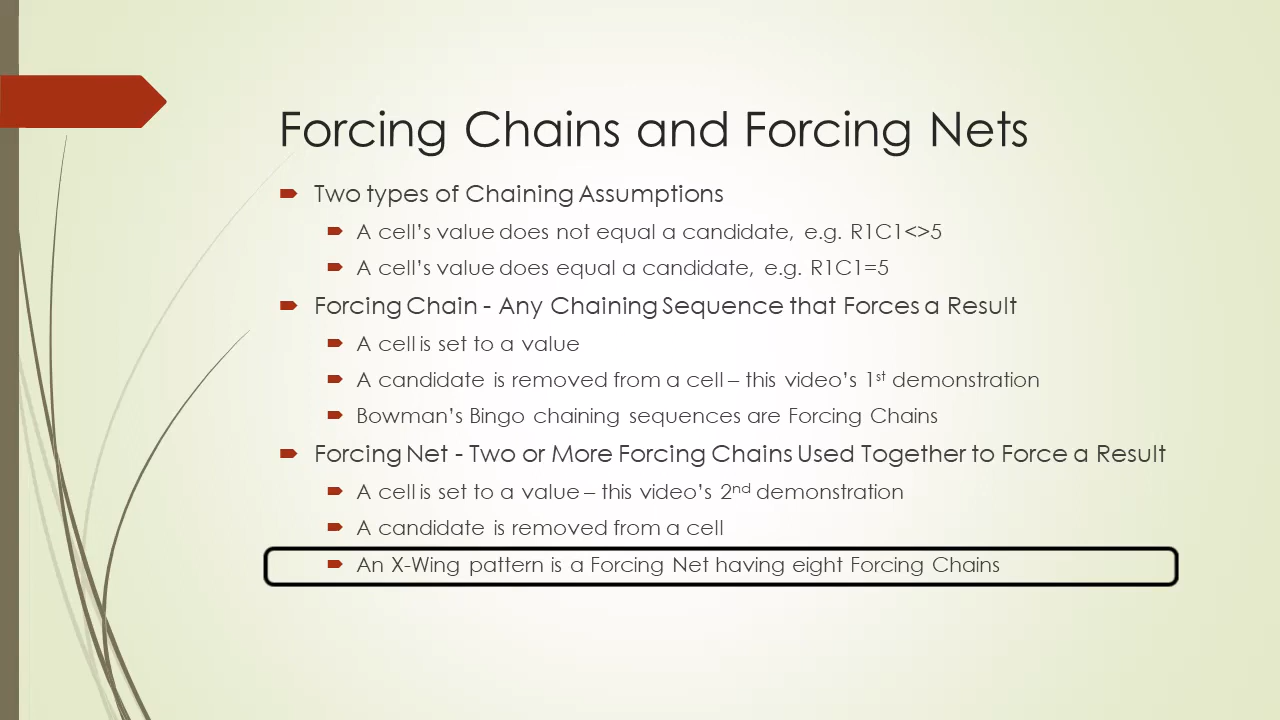 Forcing Chains and Forcing Nets
Two types of Chaining Assumptions
A cell's value does not equal a candidate, e.g. R1C1<>5
A cell's value does equal a candidate, e.g. R1C1=5
Forcing Chain - Any Chaining Sequence that Forces a Result
A cell is set to a value
A candidate is removed from a cell – this video's 1st demonstration
Bowman's Bingo chaining sequences are Forcing Chains
Forcing Net - Two or More Forcing Chains Used Together to Force a Result
A cell is set to a value – this video's 2nd demonstration
A candidate is removed from a cell
An X-Wing pattern is a Forcing Net having eight Forcing Chains